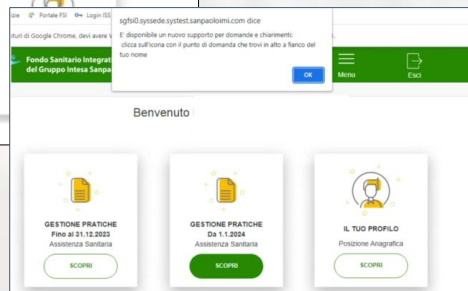 Portale FSI
Login ISS
sgfsi0.syssede.systest.sanpaoloimi.com dice
E' disponibile un nuovo supporto per domande e chiarimenti.
clicca sull'icona con il punto di domanda che trovi in alto a fianco del
tuo nome
OK
di Google Chrome, devi avere
Fondo Sanitario Integrat
del Gruppo Intesa Sanpa
Menu
Esci
Benvenuto
GESTIONE PRATICHE
Fino al 31.12.2023
Assistenza Sanitaria
SCOPRI
GESTIONE PRATICHE
Da 1.1.2024
Assistenza Sanitaria
SCOPRI
IL TUO PROFILO
Posizione Anagrafica
SCOPRI